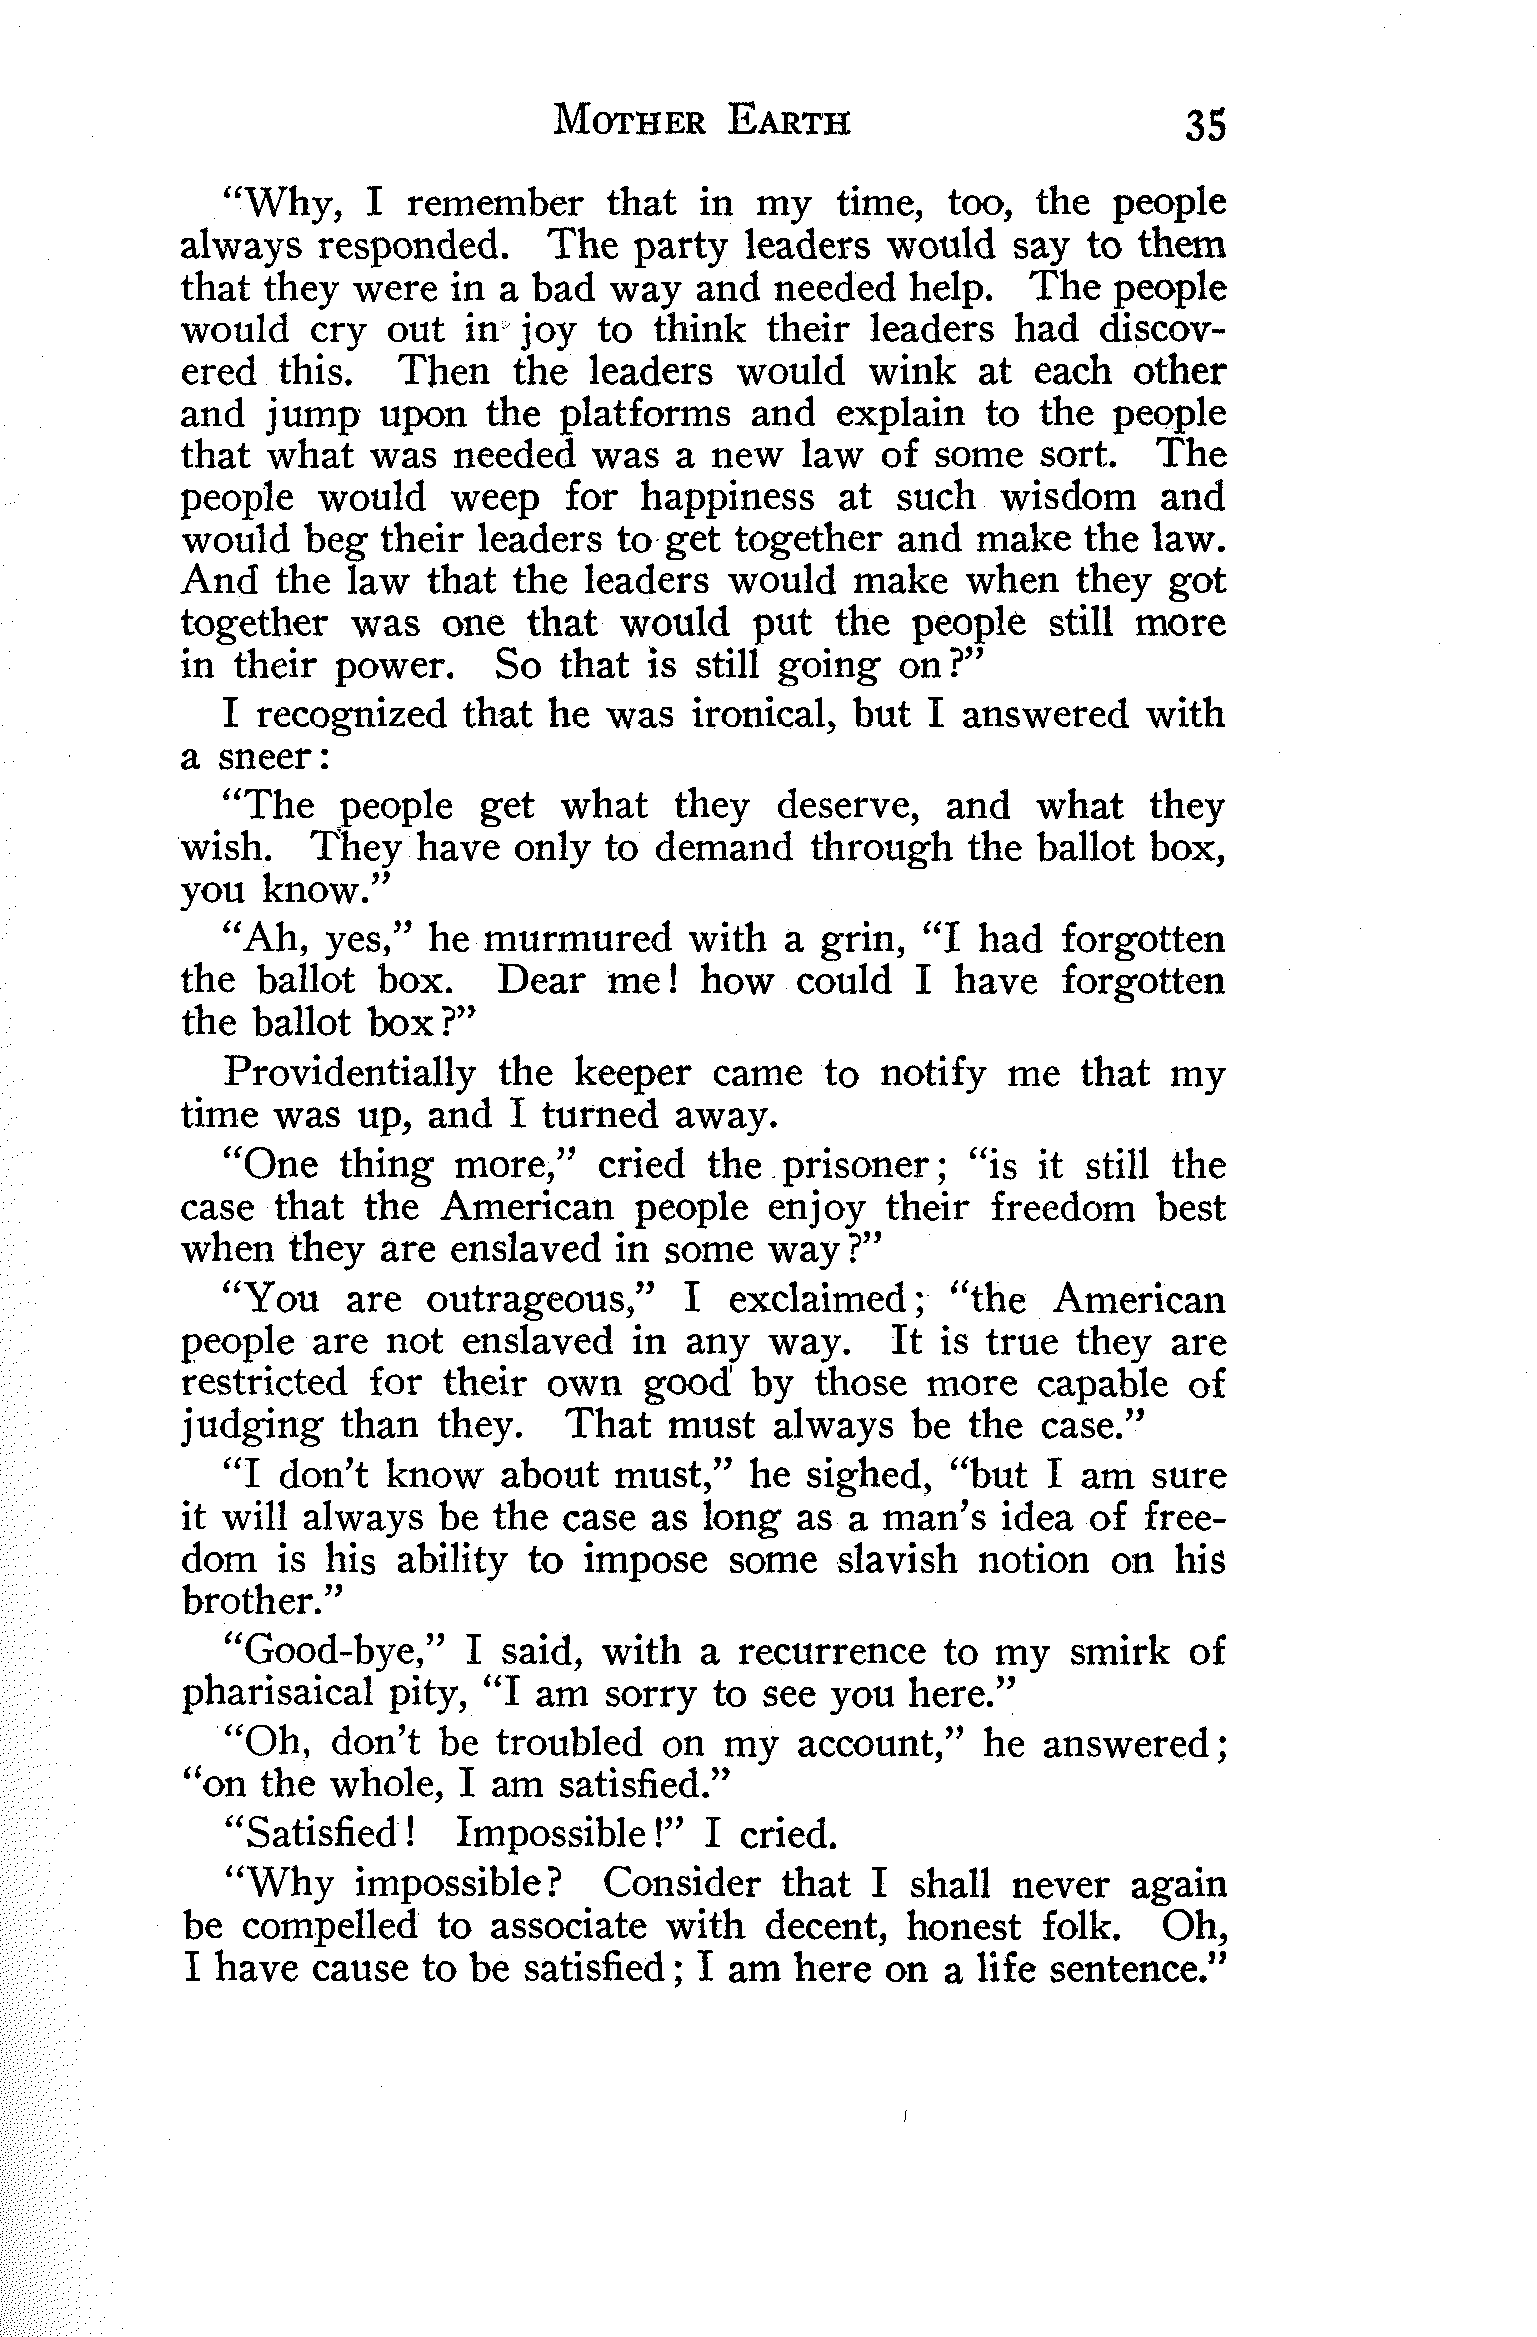 MOTHER EARTH 35
"Why, I remember that in my time, too, the people
always responded. The party leaders would say to them
that they were in a bad way and needed help. The people
would cry out in joy to think their leaders had discov-
ered this. Then the leaders would wink at each other
and jump upon the platforms and explain to the people
that what was needed was a new law of some sort. The
people would weep for happiness at such wisdom and
would beg their leaders to get together and make the law.
And the law that the leaders would make when they got
together was one that would put the people still more
in their power. So that is still going on?"
I recognized that he was ironical, but I answered with
a sneer:
"The people get what they deserve, and what they
wish. They have only to demand through the ballot box,
you know."
"Ah, yes," he murmured with a grin, "I had forgotten
the ballot box. Dear me! how could I have forgotten
the ballot box?"
Providentially the keeper came to notify me that my
time was up, and I turned away.
"One thing more," cried the prisoner; "is it still the
case that the American people enjoy their freedom best
when they are enslaved in some way?"
"You are outrageous," I exclaimed; "the American
people are not enslaved in any way. It is true they are
restricted for their own good by those more capable of
judging than they. That must always be the case."
"I don't know about must," he sighed, "but I am sure
it will always be the case as long as a man's idea of free-
dom is his ability to impose some slavish notion on his
brother."
"Good-bye," I said, with a recurrence to my smirk of
pharisaical pity, "I am sorry to see you here."
"Oh, don't be troubled on my account," he answered;
"on the whole, I am satisfied."
"Satisfied! Impossible!" I cried.
"Why impossible? Consider that I shall never again
be compelled to associate with decent, honest folk. Oh,
I have cause to be satisfied; I am here on a life sentence."